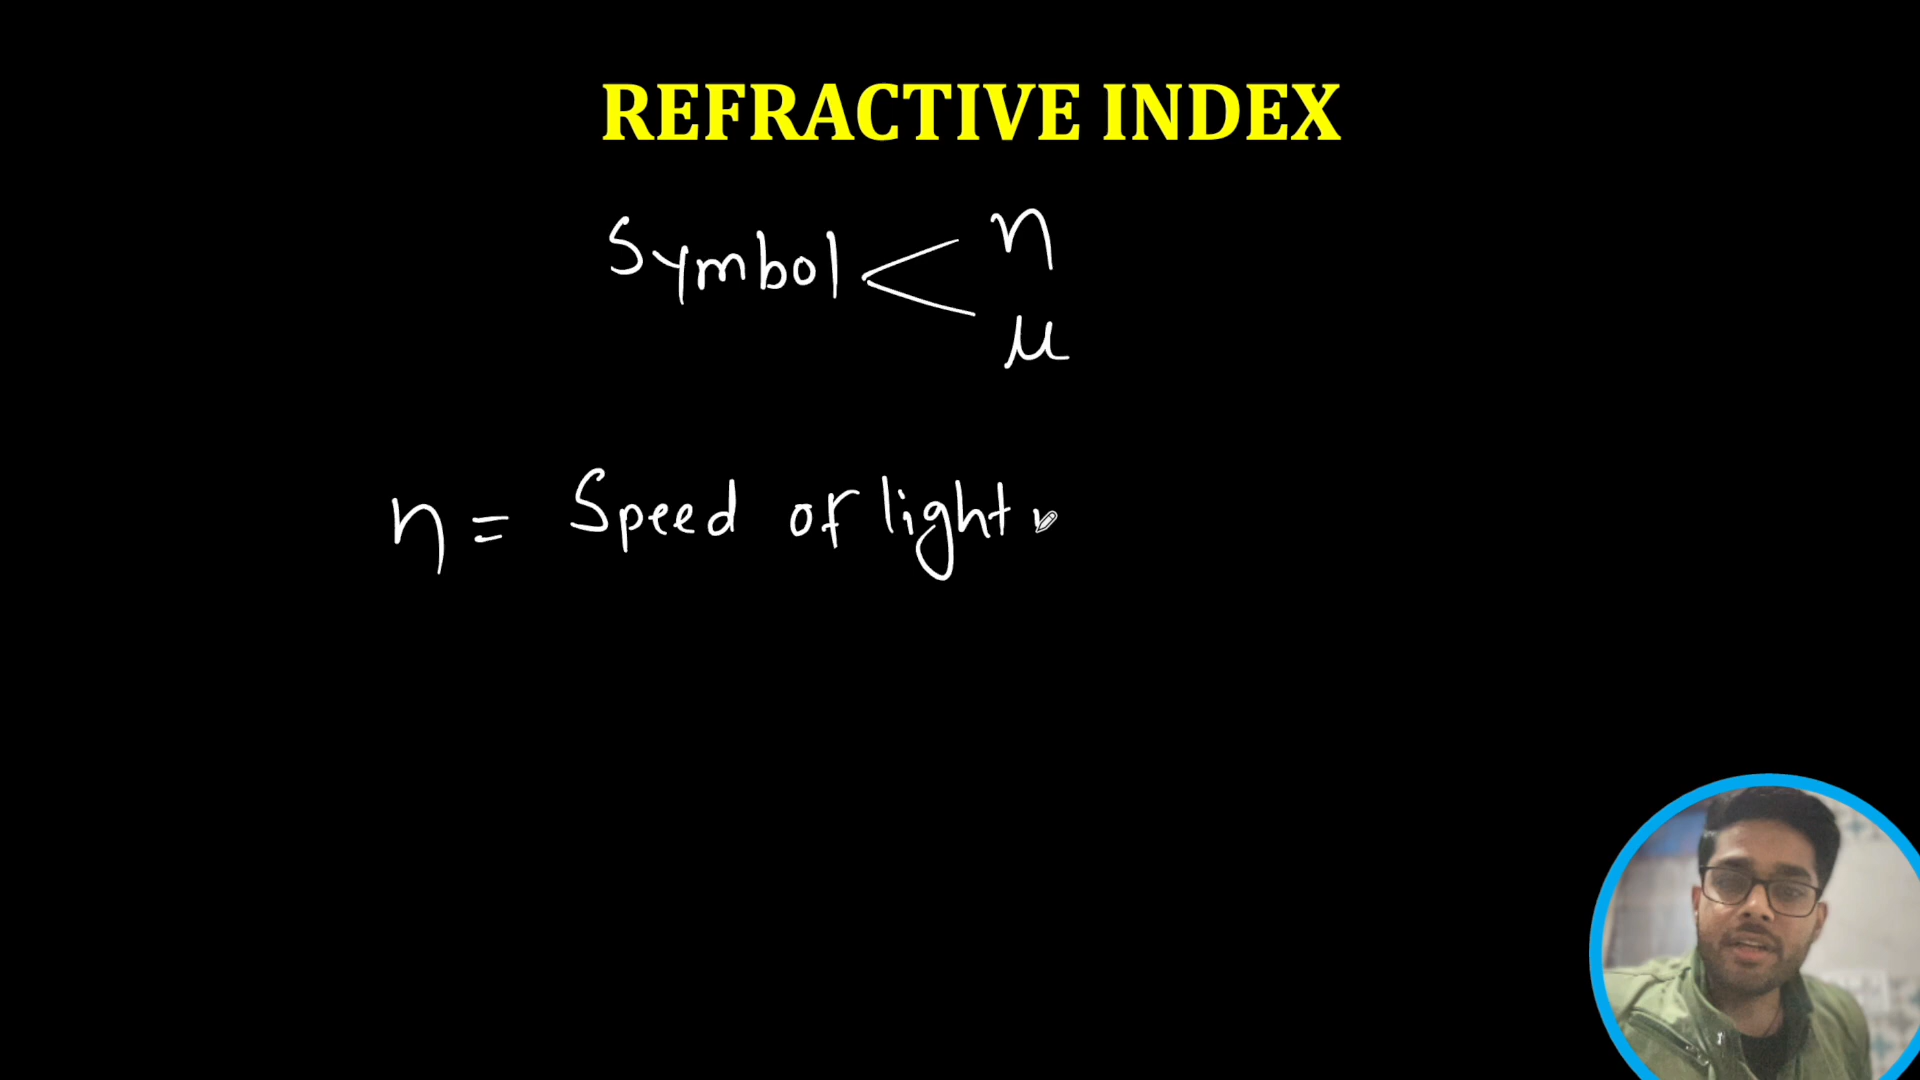 REFRACTIVE INDEX
Symbol < η
μ
η = Speed of light